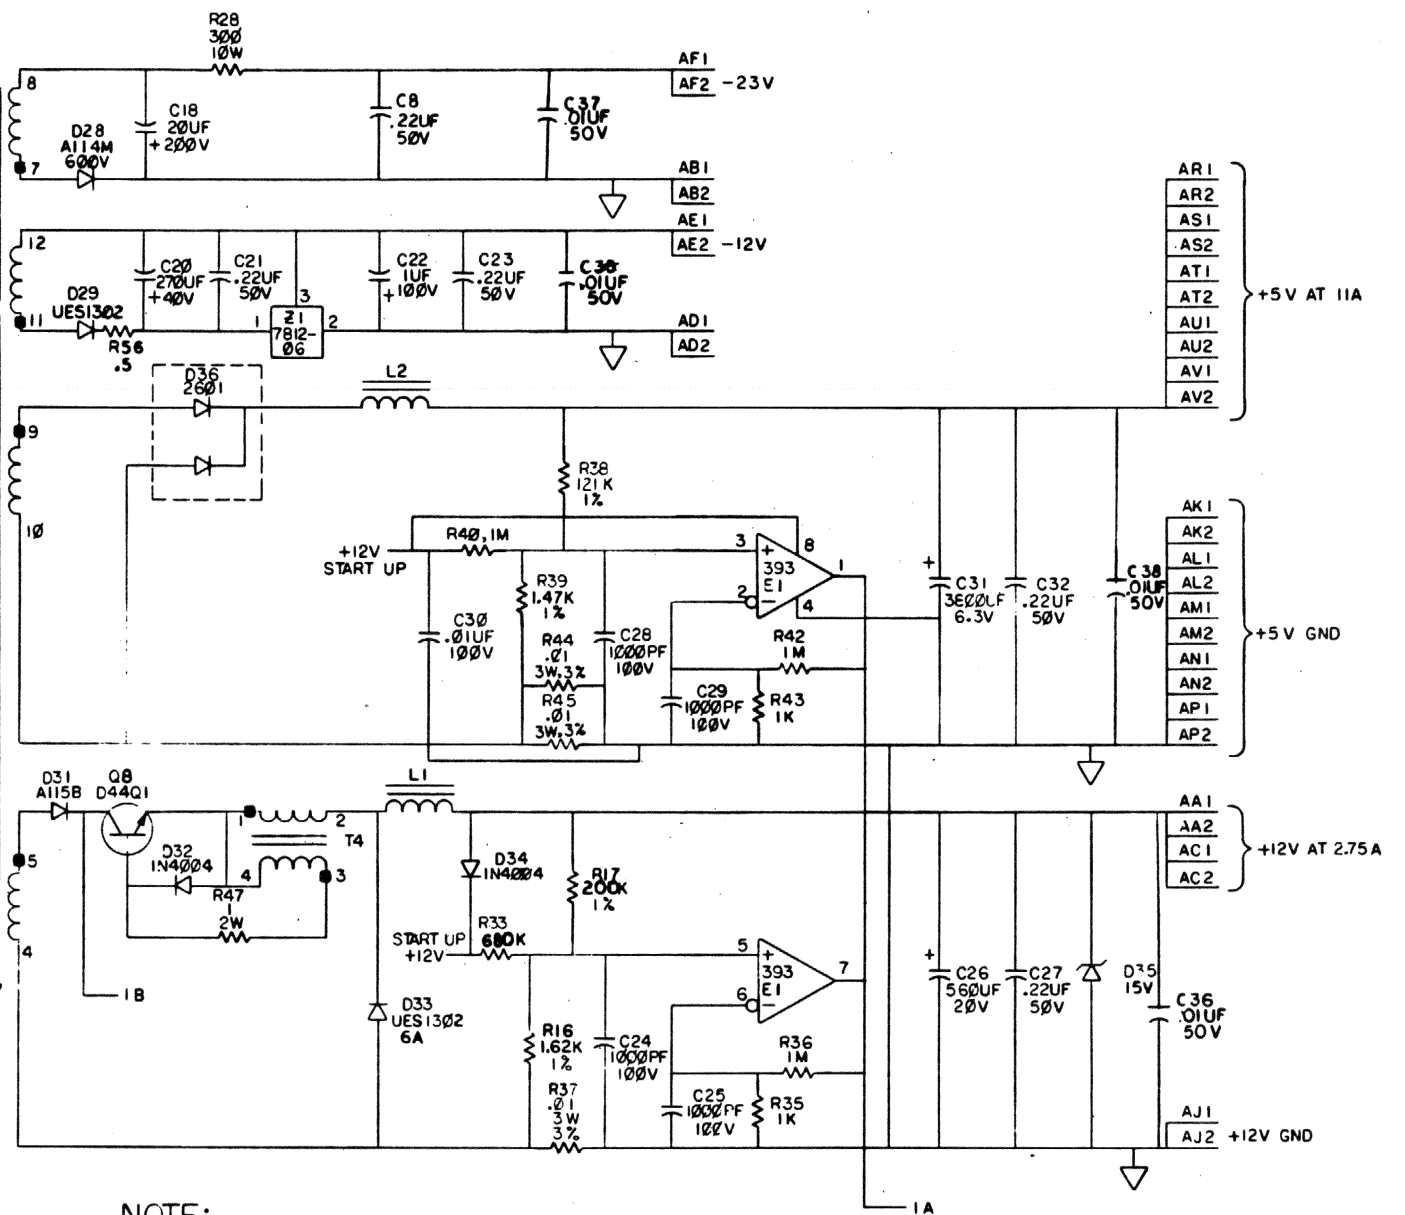 R28
300
10W
AF1
AF2 -23V
8
C18
20UF
+200V
C8
.22UF
50V
C37
.01UF
50V
D28
A114M
600V
7
AB1
AB2
AE1
AE2 -12V
12
C20
270UF
+40V
C21
.22UF
50V
3
C22
1UF
+100V
C23
.22UF
50V
.01UF
50V
D29
UES1302
11
R56
.5
1
Z1
7812-
06
2
AD1
AD2
AR1
AR2
AS1
AS2
AT1
AT2
AU1
AU2
AV1
AV2
+5V AT 11A
D36
2601
L2
9
10
R38
121K
1%
+12V
START UP
R40,1M
3
+
8
393
E1
1
2
-
4
R39
1.47K
1%
C30
.01UF
100V
R44
.01
3W,3%
R45
.01
3W,3%
C28
1000PF
100V
R42
1M
C29
1000PF
100V
R43
1K
+
C31
6.3V
C32
.22UF
50V
C38
.01UF
50V
AK1
AK2
AL1
AL2
AM1
AM2
AN1
AN2
AP1
AP2
+5V GND
D31
A115B
Q8
D44Q1
1
2
T4
L1
5
D32
1N4004
4
3
R47
1
2W
4
1B
D34
1N4004
R17
200K
1%
START UP
+12V
R33
D33
UES1302
6A
5
+
393
E1
7
6
-
R16
1.62K
1%
C24
1000PF
100V
R37
.01
3W
3%
R36
1M
C25
1000PF
100V
R35
1K
+
C26
560UF
20V
C27
.22UF
50V
D35
15V
C36
.01UF
50V
AA1
AA2
AC1
AC2
+12V AT 2.75A
AJ1
AJ2 +12V GND
1A
NOTE: